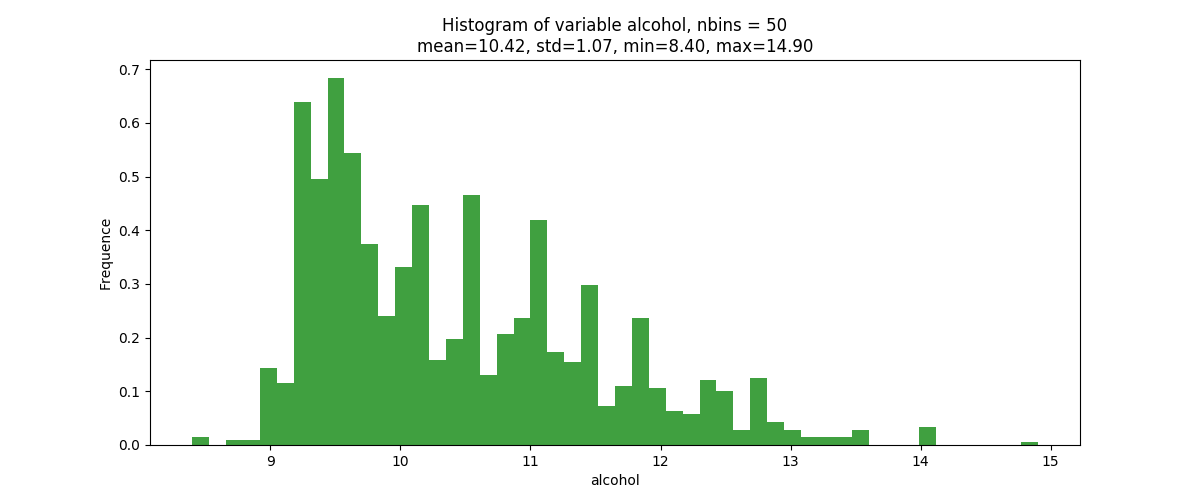 Histogram of variable alcohol, nbins = 50
mean=10.42, std=1.07, min=8.40, max=14.90
0.7
0.6
0.5
0.4
0.3
0.2
0.1
0.0
Frequence
9 10 11 12 13 14 15
alcohol